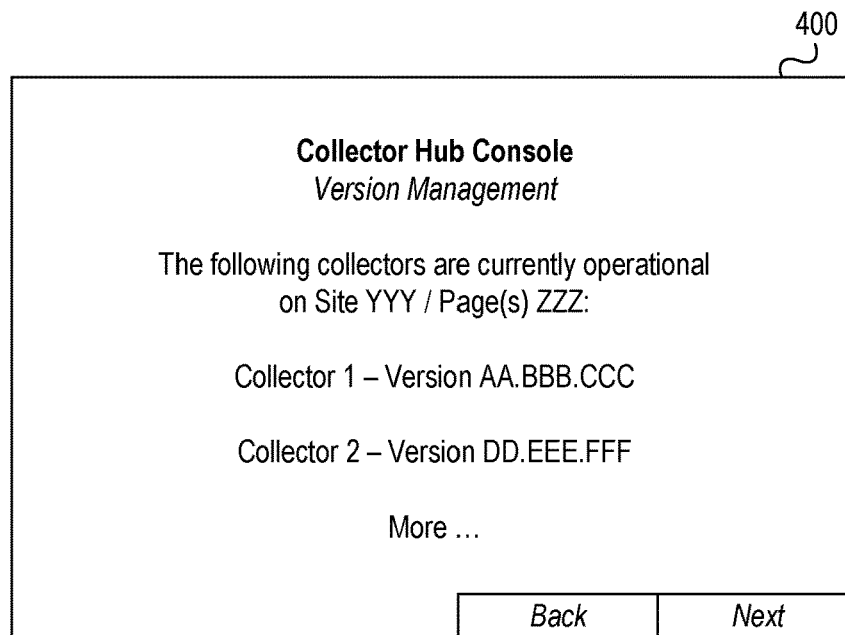 400
Collector Hub Console
Version Management
The following collectors are currently operational
on Site YYY / Page(s) ZZZ:
Collector 1 – Version AA.BBB.CCC
Collector 2 – Version DD.EEE.FFF
More …
Back Next